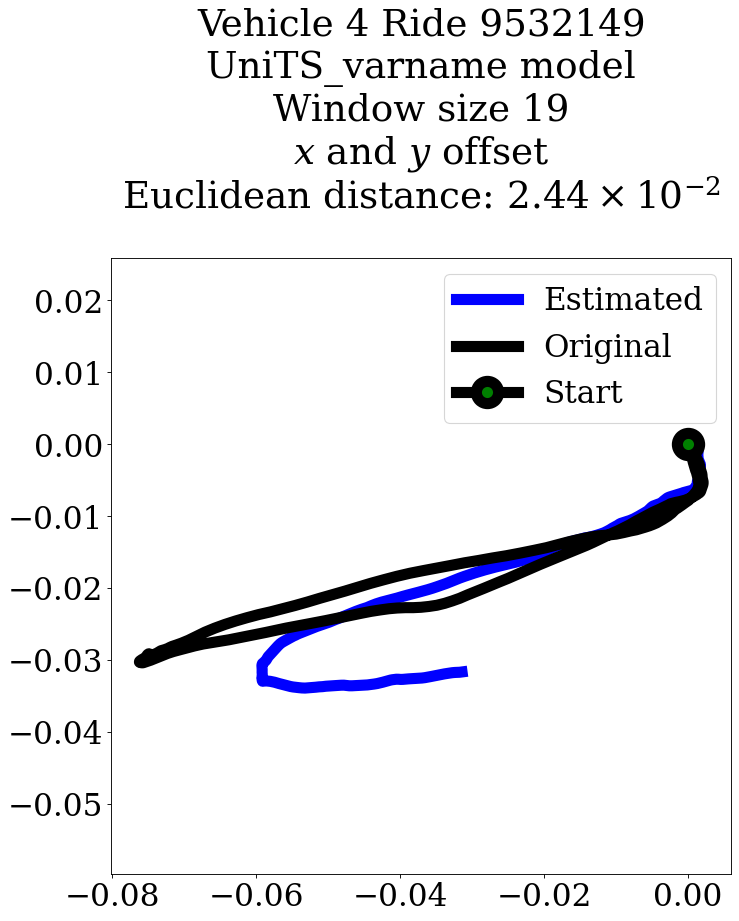 Vehicle 4 Ride 9532149
UniTS_varname model
Window size 19
x and y offset
Euclidean distance: 2.44 × 10⁻²
Estimated
Original
Start
0.02
0.01
0.00
−0.01
−0.02
−0.03
−0.04
−0.05
−0.08 −0.06 −0.04 −0.02 0.00